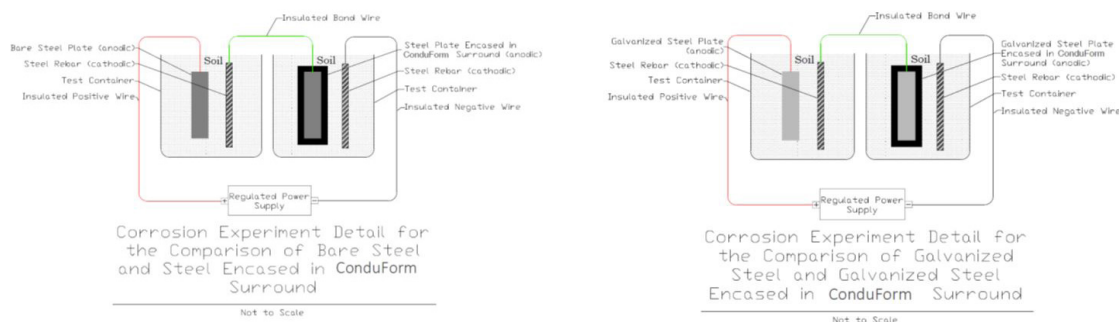 Insulated Bond Wire
Bare Steel Plate (anodic)
Steel Rebar (cathodic)
Test Container
Insulated Positive Wire
Soil
Soil
Steel Plate Encased in
ConduForm Surround (anodic)
Steel Rebar (cathodic)
Test Container
Insulated Negative Wire
+
Regulated Power
Supply
-
Corrosion Experiment Detail for
the Comparison of Bare Steel
and Steel Encased in ConduForm
Surround
Not to Scale
Insulated Bond Wire
Galvanized Steel Plate
(anodic)
Steel Rebar (cathodic)
Test Container
Insulated Positive Wire
Soil
Soil
Galvanized Steel Plate
Encased in ConduForm
Surround (anodic)
Steel Rebar (cathodic)
Test Container
Insulated Negative Wire
+
Regulated Power
Supply
-
Corrosion Experiment Detail for
the Comparison of Galvanized
Steel and Galvanized Steel
Encased in ConduForm Surround
Not to Scale